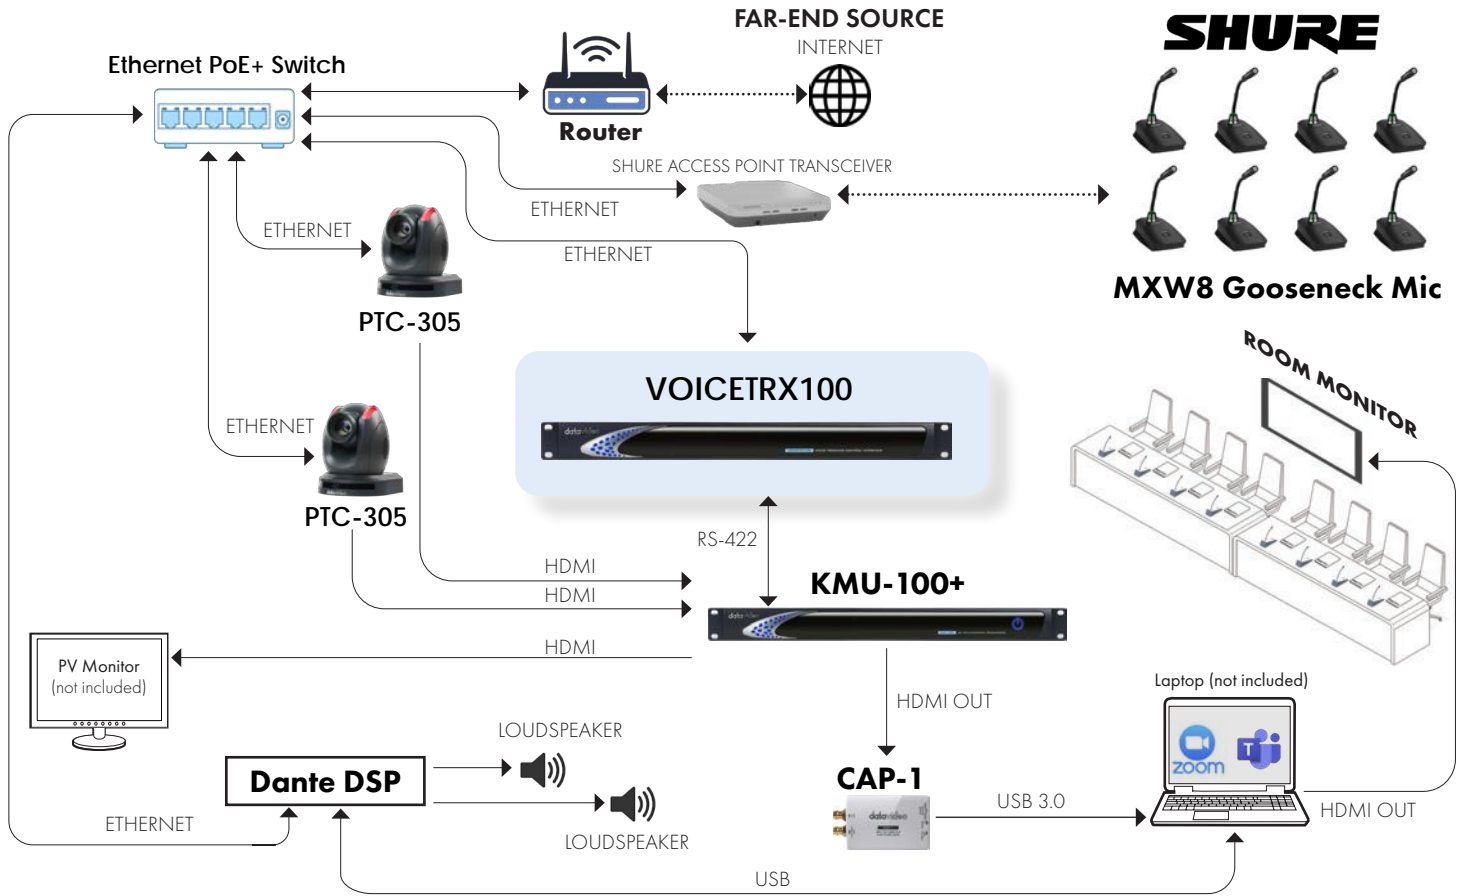 FAR-END SOURCE
INTERNET
SHURE
Ethernet PoE+ Switch
Router
SHURE ACCESS POINT TRANSCEIVER
ETHERNET
ETHERNET
ETHERNET
MXW8 Gooseneck Mic
PTC-305
ROOM MONITOR
VOICETRX100
datavideo
ETHERNET
PTC-305
RS-422
HDMI
HDMI
KMU-100+
datavideo
HDMI
PV Monitor
(not included)
Laptop (not included)
HDMI OUT
LOUDSPEAKER
zoom
T
Dante DSP
CAP-1
datavideo
USB 3.0
HDMI OUT
ETHERNET
LOUDSPEAKER
USB